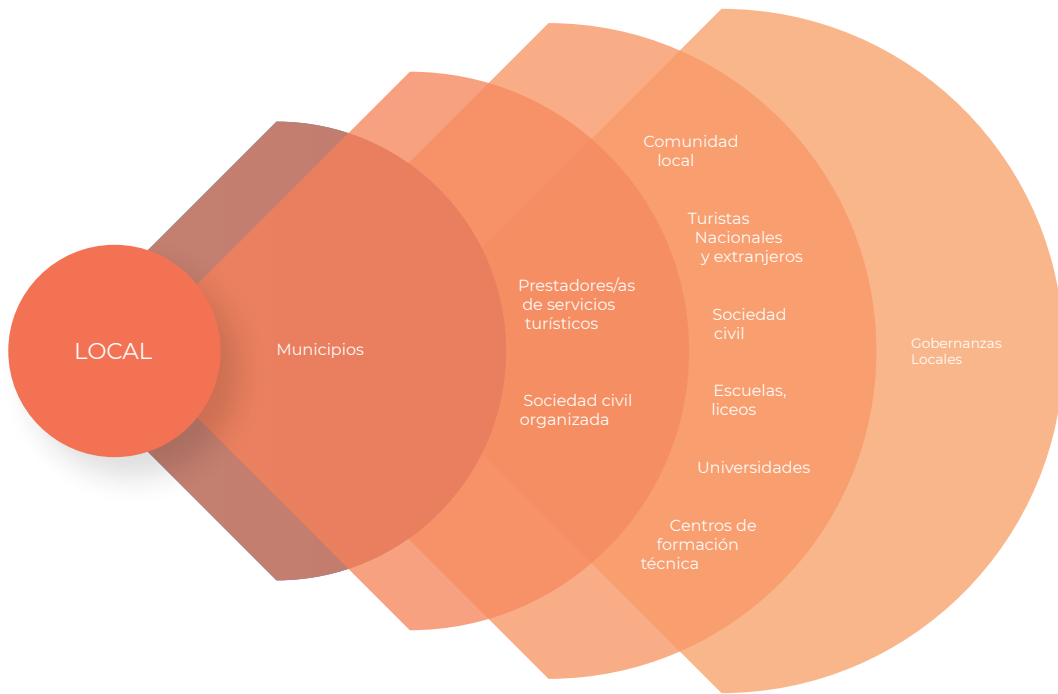 LOCAL
Municipios
Prestadores/as
de servicios
turísticos
Sociedad civil
organizada
Comunidad
local
Turistas
Nacionales
y extranjeros
Sociedad
civil
Escuelas,
liceos
Universidades
Centros de
formación
técnica
Gobernanzas
Locales